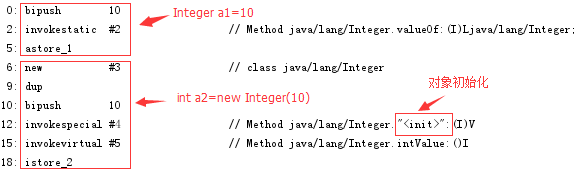 Integer a1=10
0: bipush 10
2: invokestatic #2 // Method java/lang/Integer.valueOf:(I)Ljava/lang/Integer;
5: astore_1
6: new #3 // class java/lang/Integer
9: dup
对象初始化
int a2=new Integer(10)
10: bipush 10
12: invokespecial #4 // Method java/lang/Integer."<init>":(I)V
15: invokevirtual #5 // Method java/lang/Integer.intValue:()I
18: istore_2